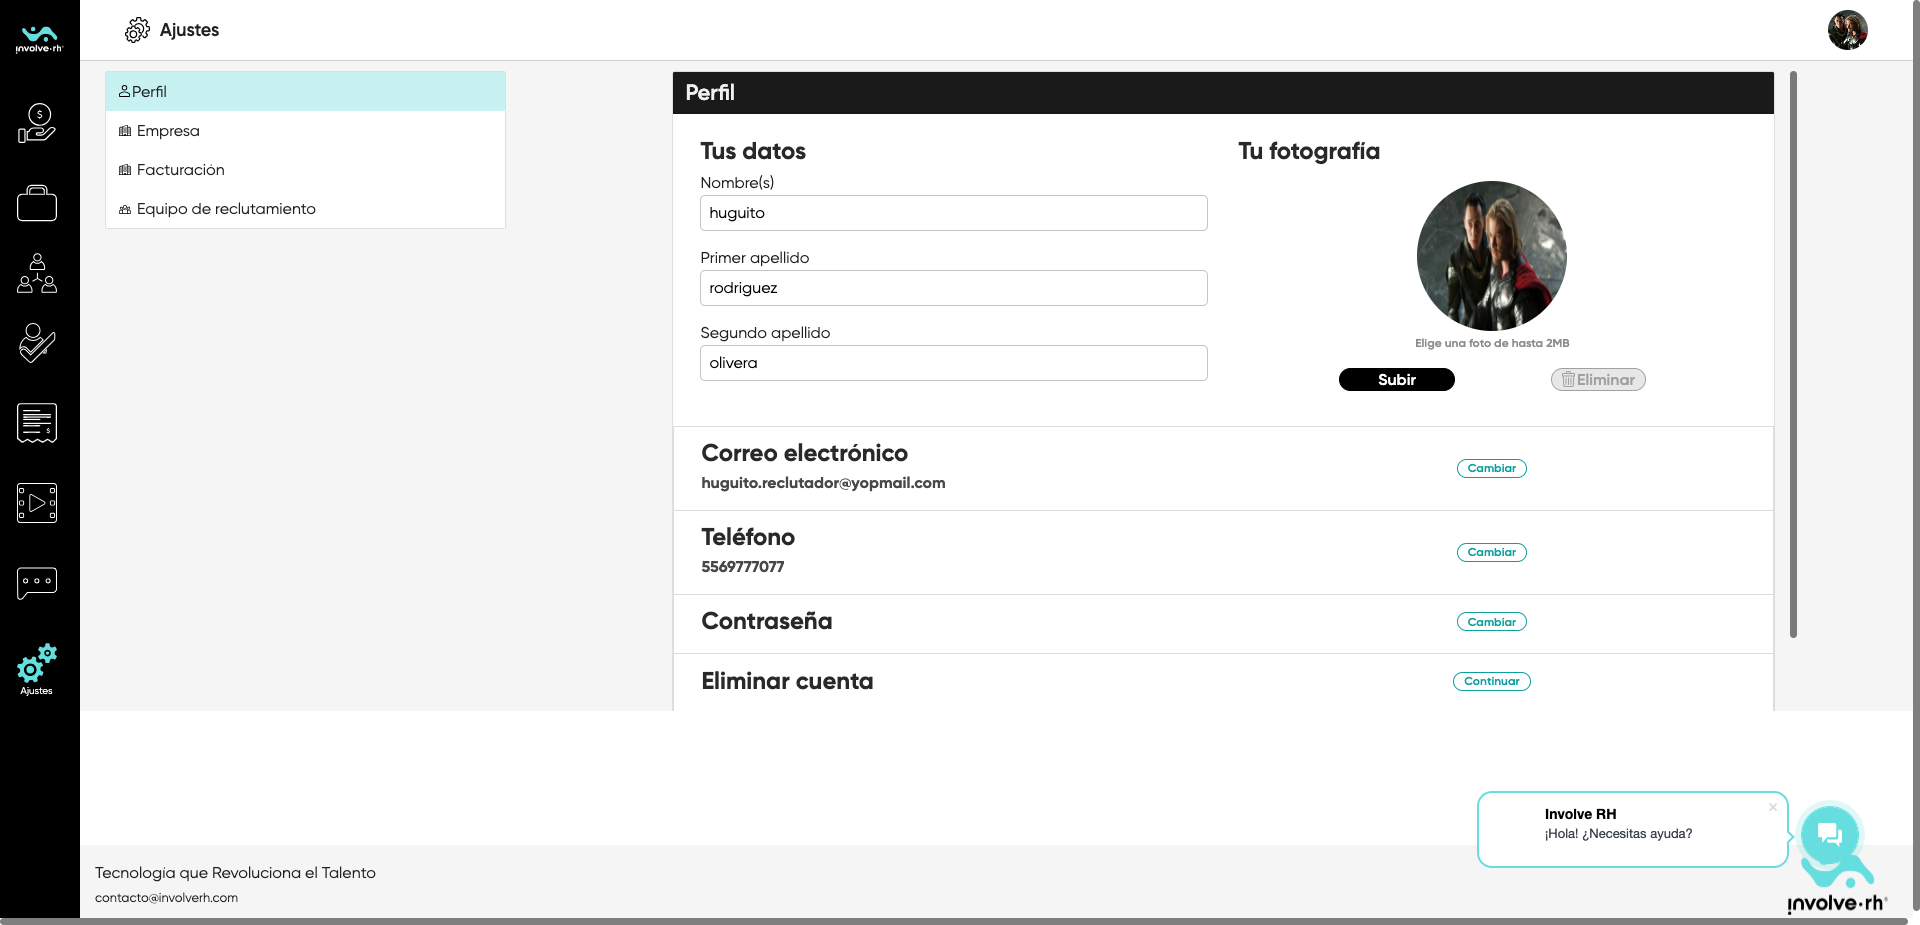 involve·rh
Ajustes
Perfil
Empresa
Facturación
Equipo de reclutamiento
Perfil
Tus datos
Nombre(s)
huguito
Primer apellido
rodriguez
Segundo apellido
olivera
Tu fotografía
Elige una foto de hasta 2MB
Subir
Eliminar
Correo electrónico
huguito.reclutador@yopmail.com
Cambiar
Teléfono
5569777077
Cambiar
Contraseña
Cambiar
Eliminar cuenta
Continuar
Ajustes
Involve RH
¡Hola! ¿Necesitas ayuda?
Tecnología que Revoluciona el Talento
contacto@involverh.com
involve·rh